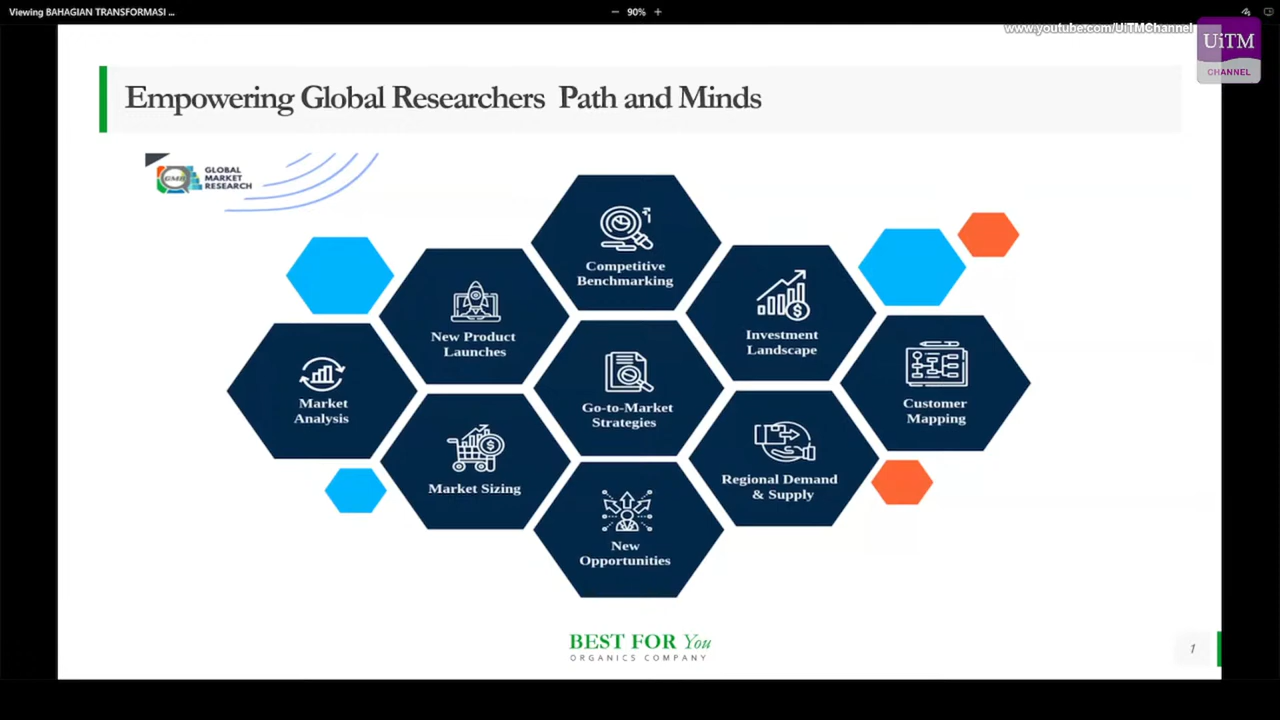 Viewing BAHAGIAN TRANSFORMASI ...
90%
www.youtube.com/UiTMChannel
UiTM
CHANNEL
Empowering Global Researchers Path and Minds
GMR
GLOBAL
MARKET
RESEARCH
Competitive
Benchmarking
New Product
Launches
Investment
Landscape
Market
Analysis
Go-to-Market
Strategies
Customer
Mapping
Market Sizing
Regional Demand
& Supply
New
Opportunities
BEST FOR You
ORGANICS COMPANY
1